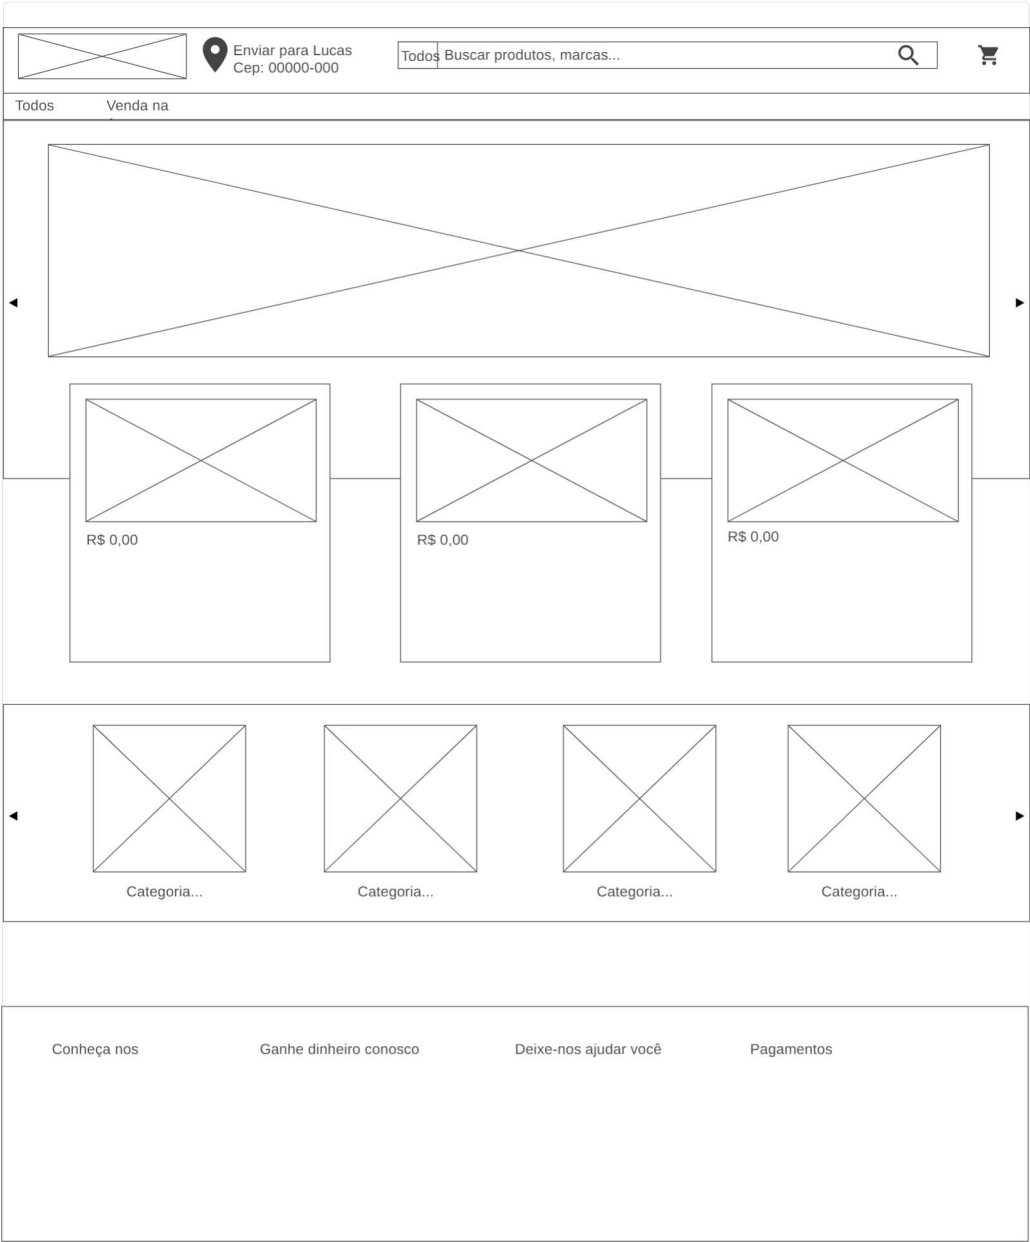 Enviar para Lucas
Cep: 00000-000
Todos
Buscar produtos, marcas...
Todos
Venda na
R$ 0,00
R$ 0,00
R$ 0,00
Categoria...
Categoria...
Categoria...
Categoria...
Conheça nos
Ganhe dinheiro conosco
Deixe-nos ajudar você
Pagamentos